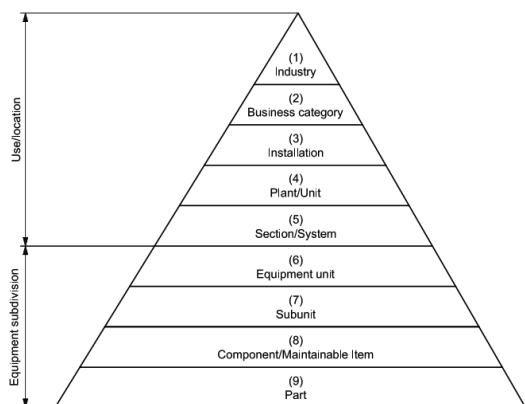 Use/location
Equipment subdivision
(1)
Industry
(2)
Business category
(3)
Installation
(4)
Plant/Unit
(5)
Section/System
(6)
Equipment unit
(7)
Subunit
(8)
Component/Maintainable Item
(9)
Part